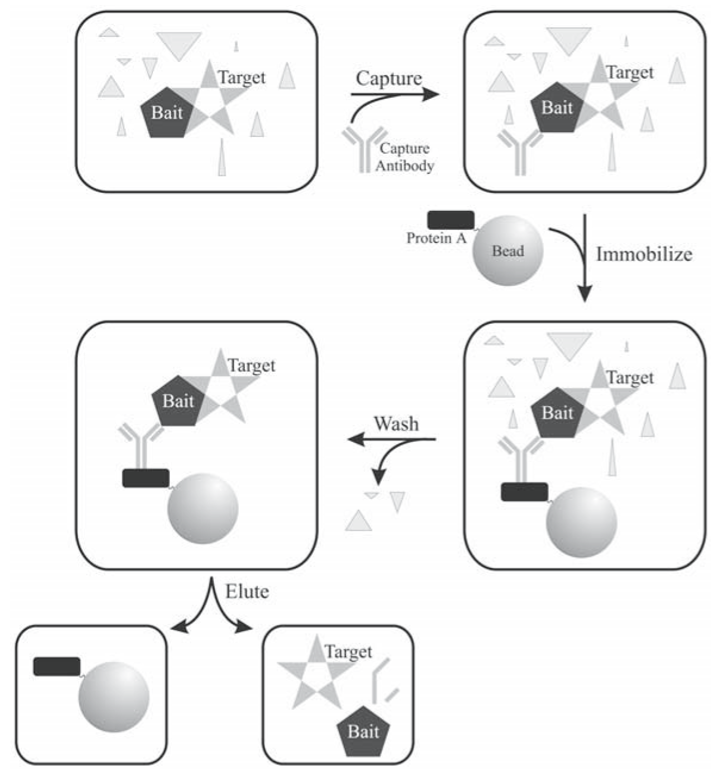 Target
Bait
Capture
Capture
Antibody
Target
Bait
Protein A
Bead
Immobilize
Target
Bait
Wash
Target
Bait
Elute
Target
Bait